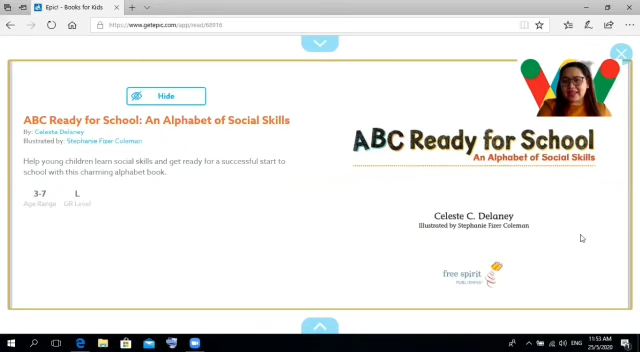 Epic! - Books for Kids
https://www.getepic.com/app/read/68916
Hide
ABC Ready for School: An Alphabet of Social Skills
By: Celesta Delaney
Illustrated by: Stephanie Fizer Coleman
Help young children learn social skills and get ready for a successful start to
school with this charming alphabet book.
3-7
L
Age Range
GR Level
ABC Ready for School
An Alphabet of Social Skills
Celeste C. Delaney
Illustrated by Stephanie Fizer Coleman
free spirit
PUBLISHING
ENG
11:53 AM
25/5/2020